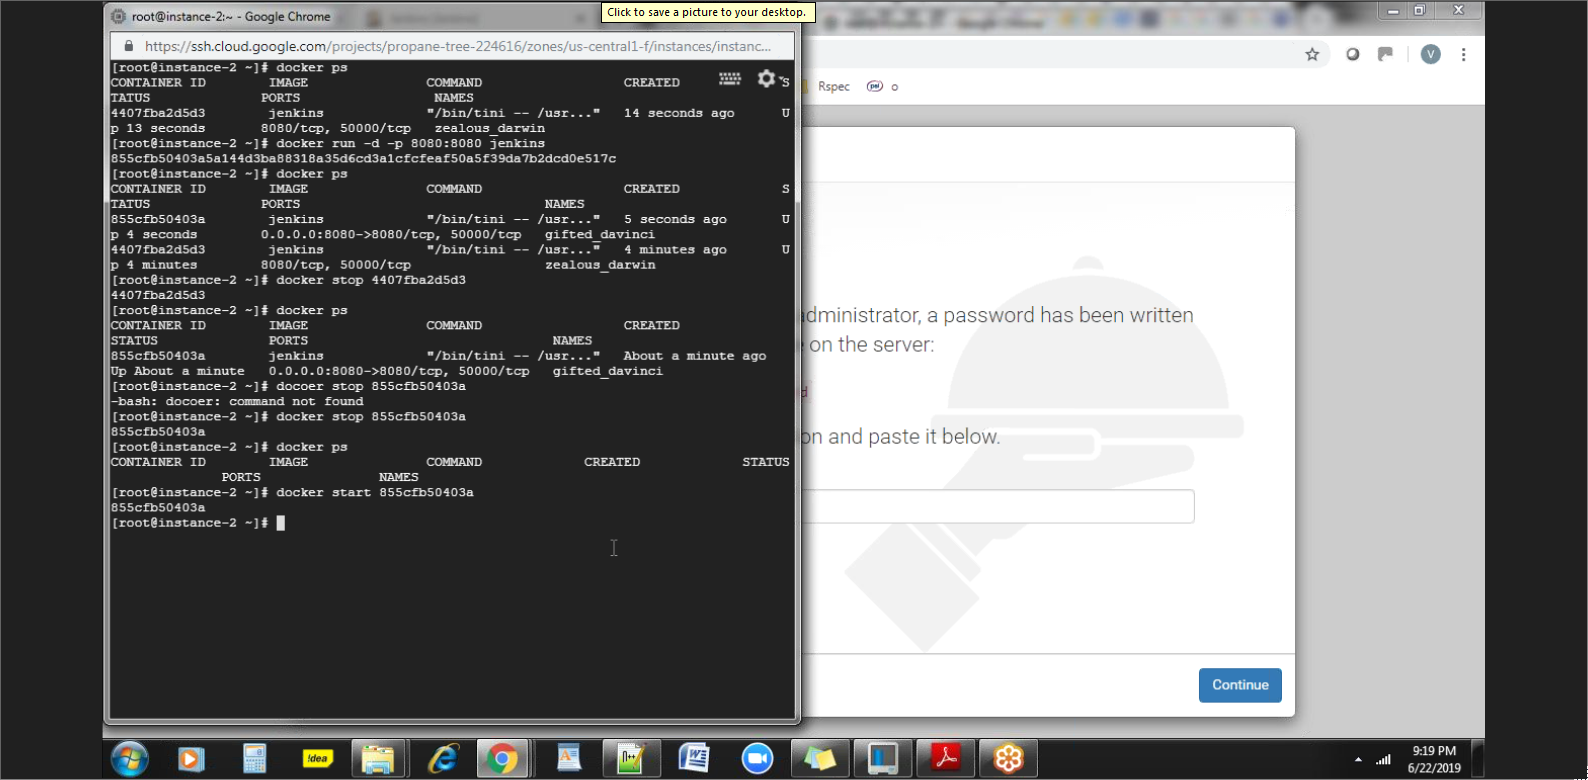 Click to save a picture to your desktop.
root@instance-2:~ - Google Chrome
https://ssh.cloud.google.com/projects/propane-tree-224616/zones/us-central1-f/instances/instanc...
[root@instance-2 ~]# docker ps
CONTAINER ID IMAGE COMMAND CREATED S
TATUS PORTS NAMES
4407fba2d5d3 jenkins "/bin/tini -- /usr..." 14 seconds ago U
p 13 seconds 8080/tcp, 50000/tcp zealous_darwin
[root@instance-2 ~]# docker run -d -p 8080:8080 jenkins
855cfb50403a5a144d3ba88318a35d6cd3a1cfcfeaf50a5f39da7b2dcd0e517c
[root@instance-2 ~]# docker ps
CONTAINER ID IMAGE COMMAND CREATED S
TATUS PORTS NAMES
855cfb50403a jenkins "/bin/tini -- /usr..." 5 seconds ago U
p 4 seconds 0.0.0.0:8080->8080/tcp, 50000/tcp gifted_davinci
4407fba2d5d3 jenkins "/bin/tini -- /usr..." 4 minutes ago U
p 4 minutes 8080/tcp, 50000/tcp zealous_darwin
[root@instance-2 ~]# docker stop 4407fba2d5d3
4407fba2d5d3
[root@instance-2 ~]# docker ps
CONTAINER ID IMAGE COMMAND CREATED
STATUS PORTS NAMES
855cfb50403a jenkins "/bin/tini -- /usr..." About a minute ago
Up About a minute 0.0.0.0:8080->8080/tcp, 50000/tcp gifted_davinci
[root@instance-2 ~]# docoer stop 855cfb50403a
-bash: docoer: command not found
[root@instance-2 ~]# docker stop 855cfb50403a
855cfb50403a
[root@instance-2 ~]# docker ps
CONTAINER ID IMAGE COMMAND CREATED STATUS
PORTS NAMES
[root@instance-2 ~]# docker start 855cfb50403a
855cfb50403a
[root@instance-2 ~]#
V
Rspec pwl o
administrator, a password has been written
e on the server:
d
on and paste it below.
Continue
!dea
9:19 PM
6/22/2019